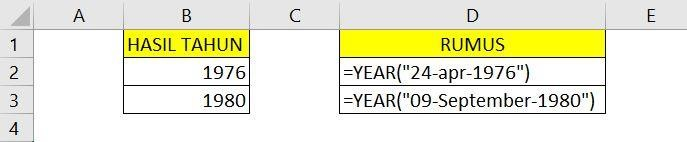 A B C D E
1 HASIL TAHUN RUMUS
2 1976 =YEAR("24-apr-1976")
3 1980 =YEAR("09-September-1980")
4